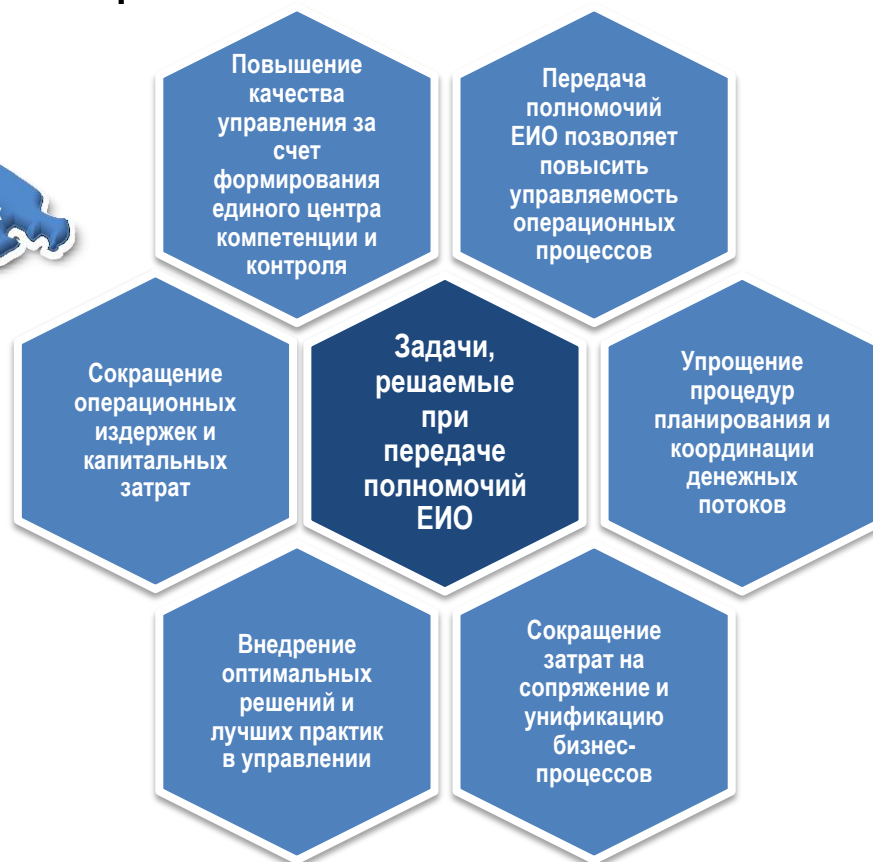 Повышение
качества
управления за
счет
формирования
единого центра
компетенции и
контроля
Передача
полномочий
ЕИО позволяет
повысить
управляемость
операционных
процессов
Сокращение
операционных
издержек и
капитальных
затрат
Задачи,
решаемые
при
передаче
полномочий
ЕИО
Упрощение
процедур
планирования и
координации
денежных
потоков
Внедрение
оптимальных
решений и
лучших практик
в управлении
Сокращение
затрат на
сопряжение и
унификацию
бизнес-
процессов